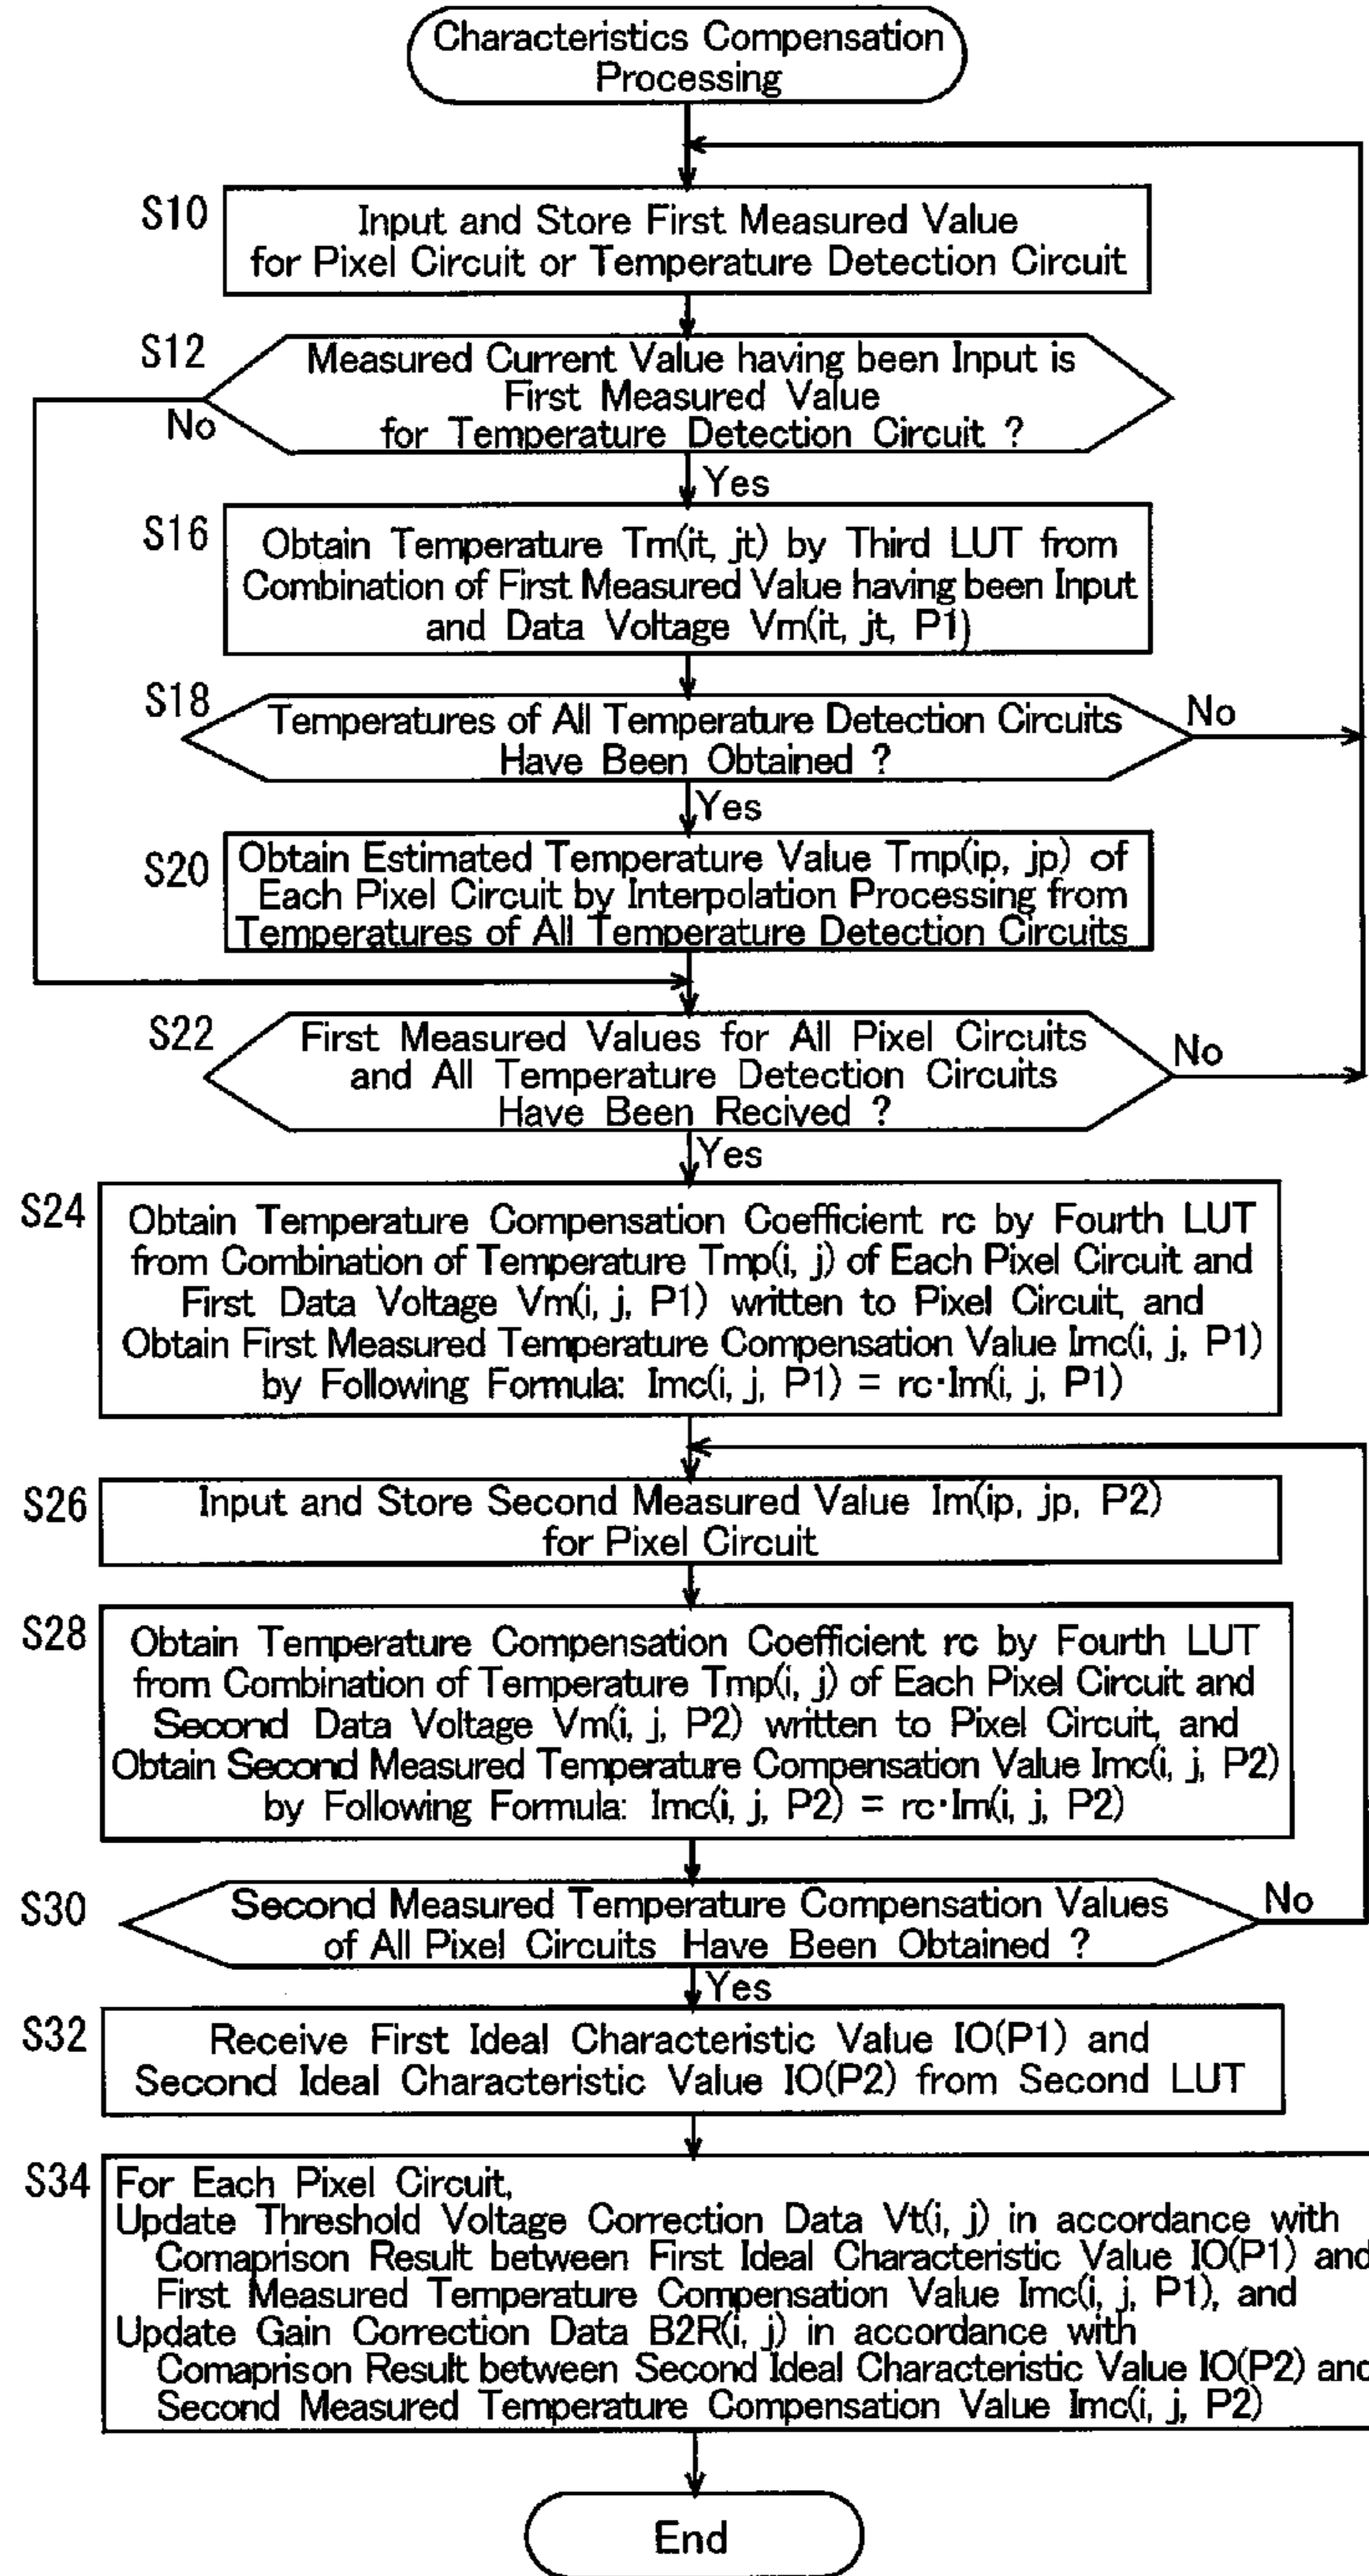 Characteristics Compensation
Processing
S10
Input and Store First Measured Value
for Pixel Circuit or Temperature Detection Circuit
S12
Measured Current Value having been Input is
First Measured Value
for Temperature Detection Circuit ?
No
Yes
S16
Obtain Temperature Tm(it, jt) by Third LUT from
Combination of First Measured Value having been Input
and Data Voltage Vm(it, jt, P1)
S18
Temperatures of All Temperature Detection Circuits
Have Been Obtained ?
No
Yes
S20
Obtain Estimated Temperature Value Tmp(ip, jp) of
Each Pixel Circuit by Interpolation Processing from
Temperatures of All Temperature Detection Circuits
S22
First Measured Values for All Pixel Circuits
and All Temperature Detection Circuits
Have Been Recived ?
No
Yes
S24
Obtain Temperature Compensation Coefficient rc by Fourth LUT
from Combination of Temperature Tmp(i, j) of Each Pixel Circuit and
First Data Voltage Vm(i, j, P1) written to Pixel Circuit, and
Obtain First Measured Temperature Compensation Value Imc(i, j, P1)
by Following Formula: Imc(i, j, P1) = rc·Im(i, j, P1)
S26
Input and Store Second Measured Value Im(ip, jp, P2)
for Pixel Circuit
S28
Obtain Temperature Compensation Coefficient rc by Fourth LUT
from Combination of Temperature Tmp(i, j) of Each Pixel Circuit and
Second Data Voltage Vm(i, j, P2) written to Pixel Circuit, and
Obtain Second Measured Temperature Compensation Value Imc(i, j, P2)
by Following Formula: Imc(i, j, P2) = rc·Im(i, j, P2)
S30
Second Measured Temperature Compensation Values
of All Pixel Circuits Have Been Obtained ?
No
Yes
S32
Receive First Ideal Characteristic Value IO(P1) and
Second Ideal Characteristic Value IO(P2) from Second LUT
S34
For Each Pixel Circuit,
Update Threshold Voltage Correction Data Vt(i, j) in accordance with
Comaprison Result between First Ideal Characteristic Value IO(P1) and
First Measured Temperature Compensation Value Imc(i, j, P1), and
Update Gain Correction Data B2R(i, j) in accordance with
Comaprison Result between Second Ideal Characteristic Value IO(P2) and
Second Measured Temperature Compensation Value Imc(i, j, P2)
End